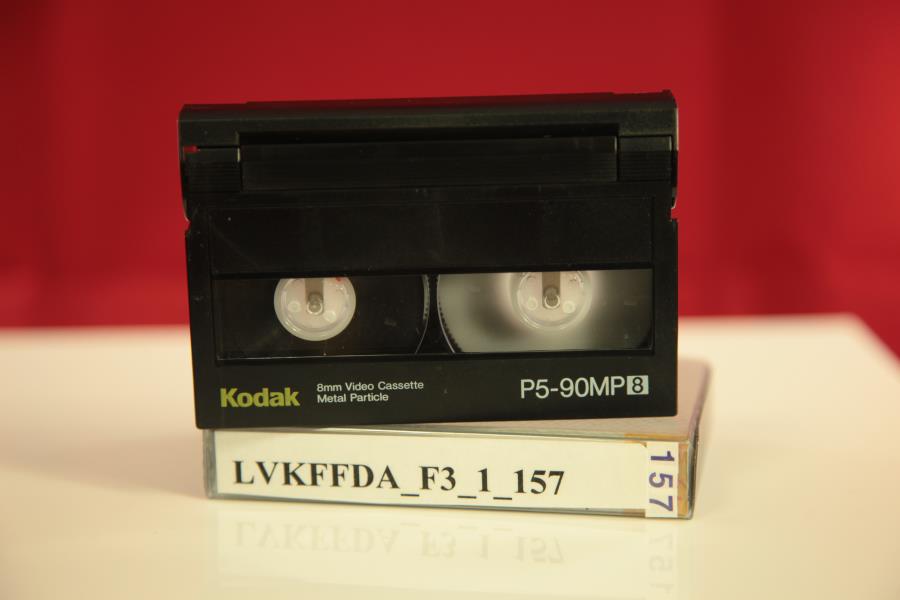 Kodak
8mm Video Cassette
Metal Particle
P5-90MP8
LVKFFDA_F3_1_157
157